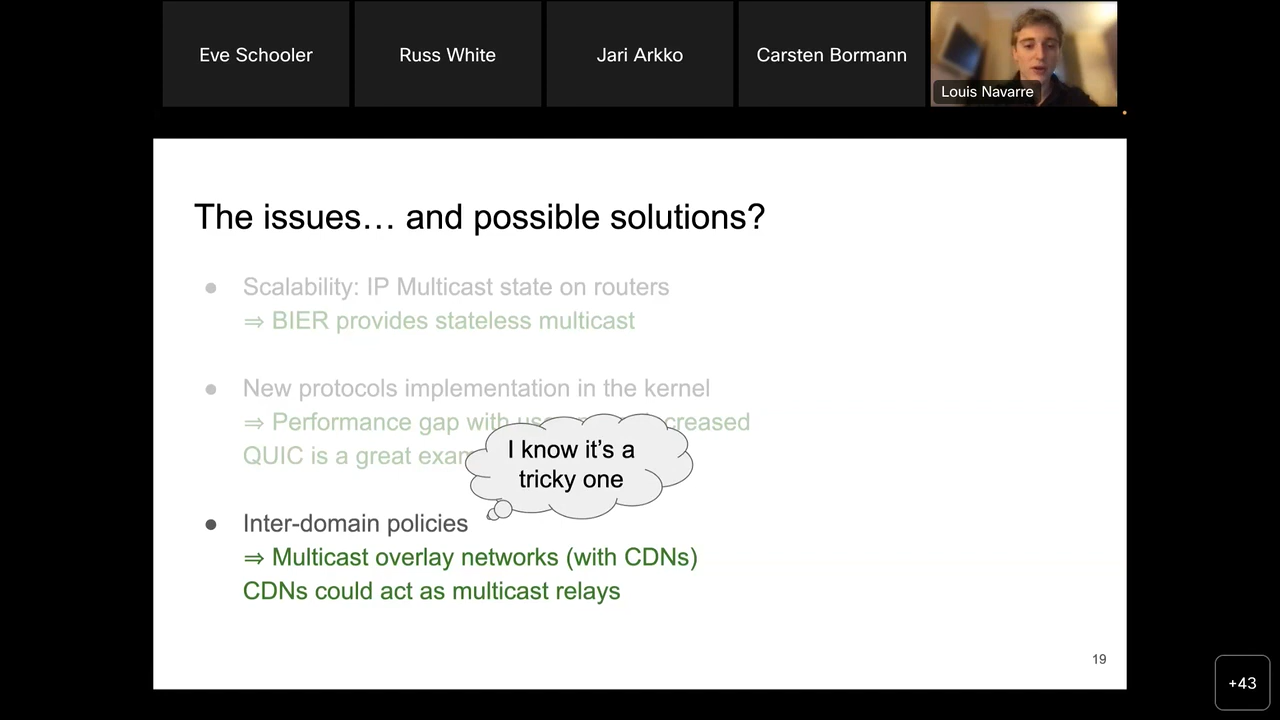 Eve Schooler
Russ White
Jari Arkko
Carsten Bormann
Louis Navarre
The issues… and possible solutions?
● Scalability: IP Multicast state on routers
⇒ BIER provides stateless multicast
● New protocols implementation in the kernel
⇒ Performance gap with creased
QUIC is a great
I know it’s a
tricky one
● Inter-domain policies
⇒ Multicast overlay networks (with CDNs)
CDNs could act as multicast relays
19
+43